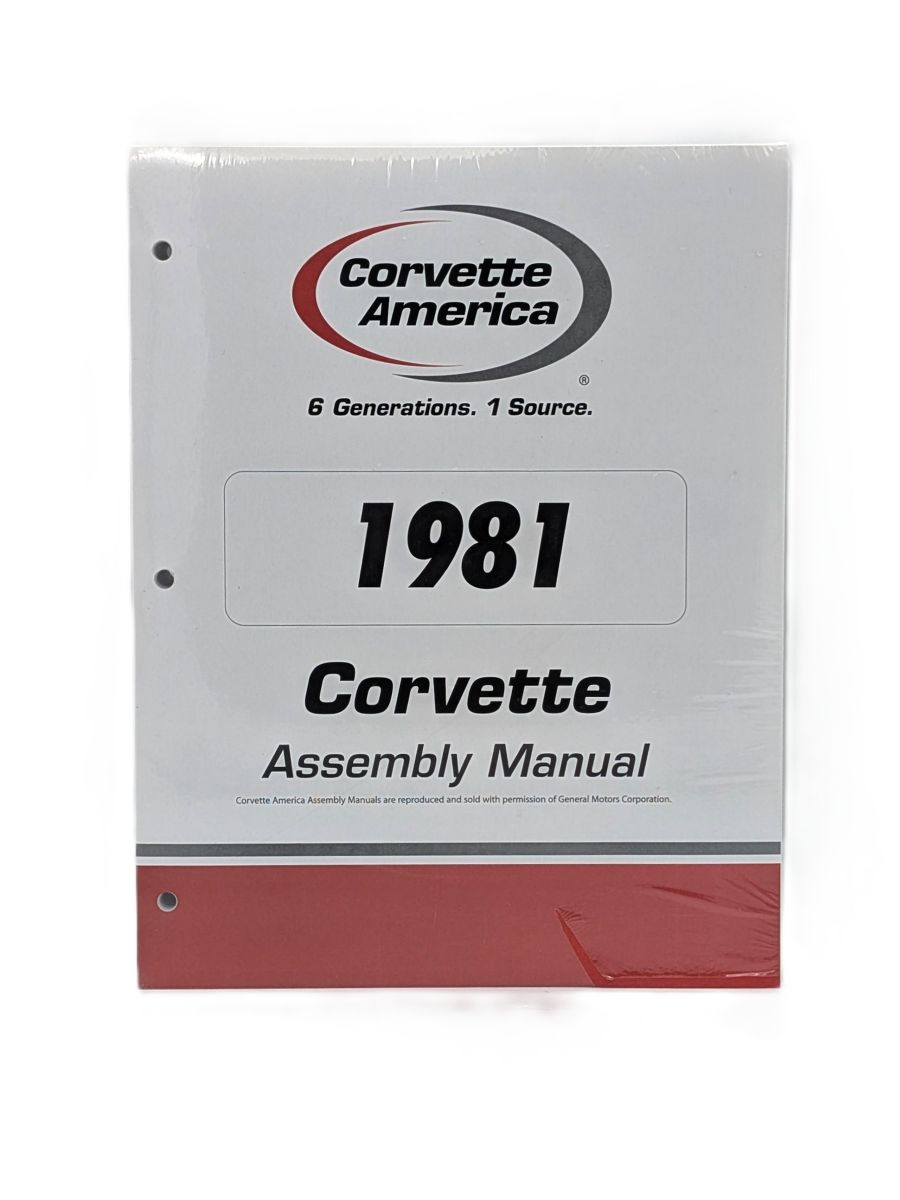 Corvette
America
®
6 Generations. 1 Source.
1981
Corvette
Assembly Manual
Corvette America Assembly Manuals are reproduced and sold with permission of General Motors Corporation.